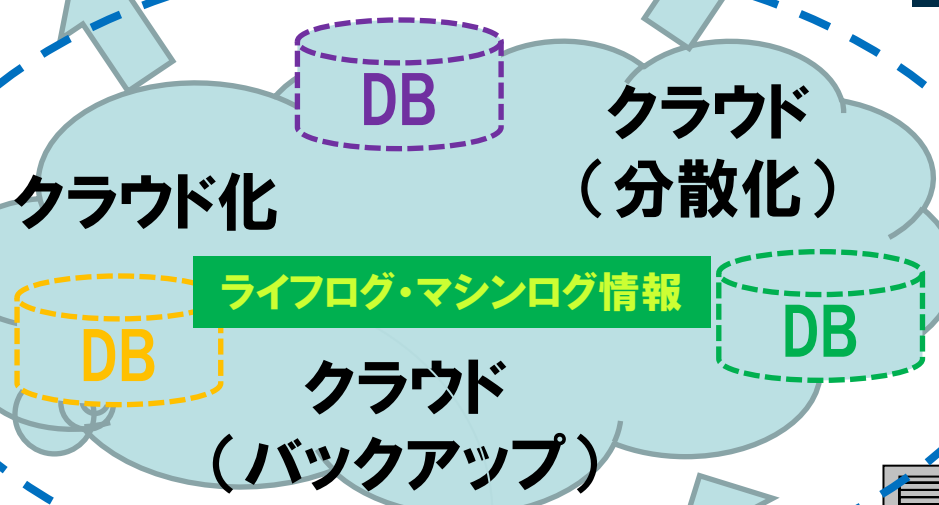 DB
クラウド
（分散化）
クラウド化
ライフログ・マシンログ情報
DB
DB
クラウド
（バックアップ）